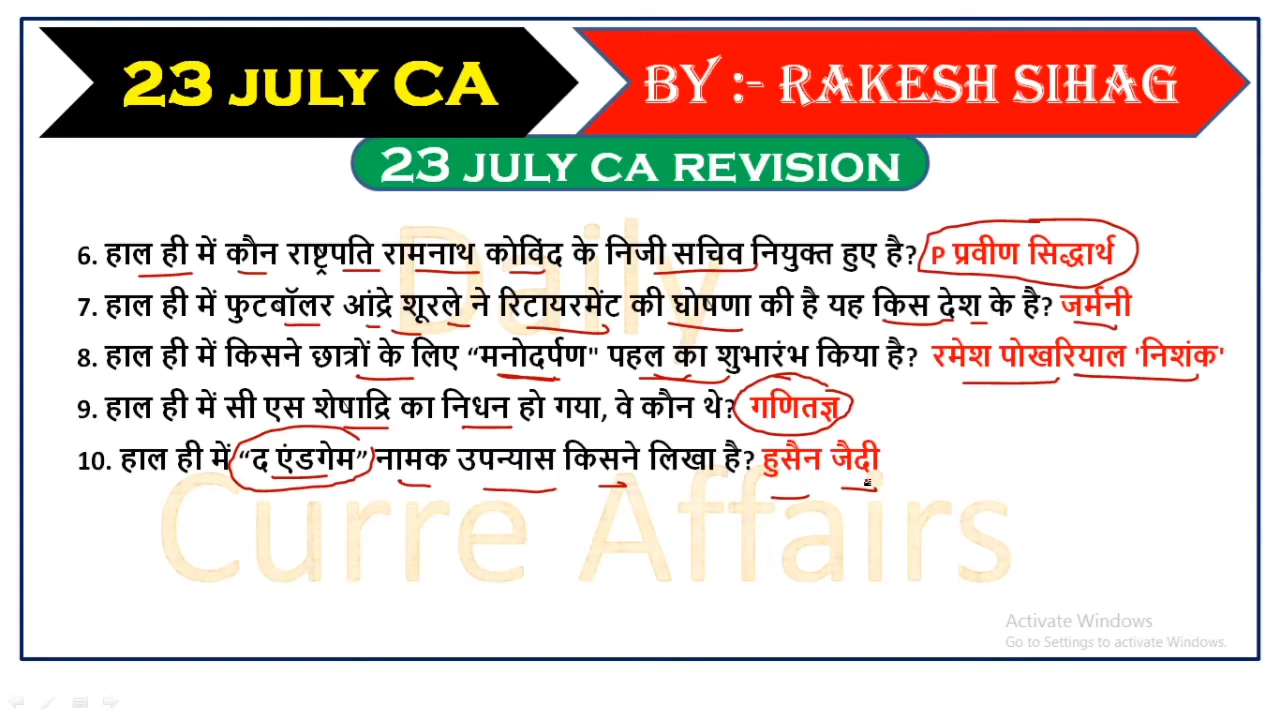 23 JULY CA
BY :- RAKESH SIHAG
23 JULY CA REVISION
6. हाल ही में कौन राष्ट्रपति रामनाथ कोविंद के निजी सचिव नियुक्त हुए है? P प्रवीण सिद्धार्थ
7. हाल ही में फुटबॉलर आंद्रे शूरले ने रिटायरमेंट की घोषणा की है यह किस देश के है? जर्मनी
8. हाल ही में किसने छात्रों के लिए “मनोदर्पण" पहल का शुभारंभ किया है? रमेश पोखरियाल 'निशंक'
9. हाल ही में सी एस शेषाद्रि का निधन हो गया, वे कौन थे? गणितज्ञ
10. हाल ही में “द एंडगेम” नामक उपन्यास किसने लिखा है? हुसैन जैदी
Daily
Curre Affairs
Activate Windows
Go to Settings to activate Windows.